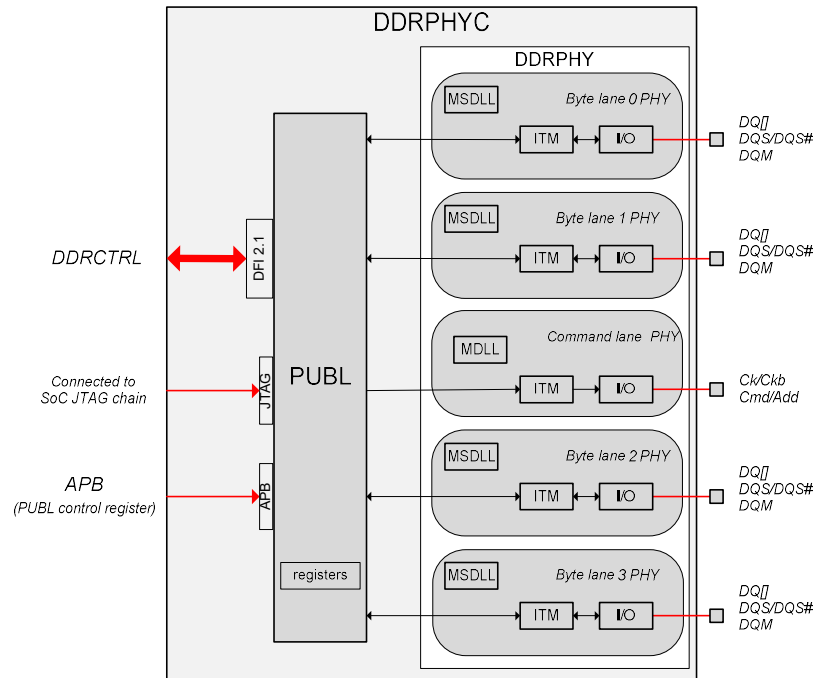 DDRPHYC
DDRPHY
MSDLL
Byte lane 0 PHY
ITM
I/O
DQ[]
DQS/DQS#
DQM
MSDLL
Byte lane 1 PHY
ITM
I/O
DQ[]
DQS/DQS#
DQM
DDRCTRL
DFI 2.1
Command lane PHY
MDLL
ITM
I/O
Ck/Ckb
Cmd/Add
PUBL
Connected to
SoC JTAG chain
JTAG
MSDLL
Byte lane 2 PHY
ITM
I/O
DQ[]
DQS/DQS#
DQM
APB
(PUBL control register)
APB
registers
MSDLL
Byte lane 3 PHY
ITM
I/O
DQ[]
DQS/DQS#
DQM